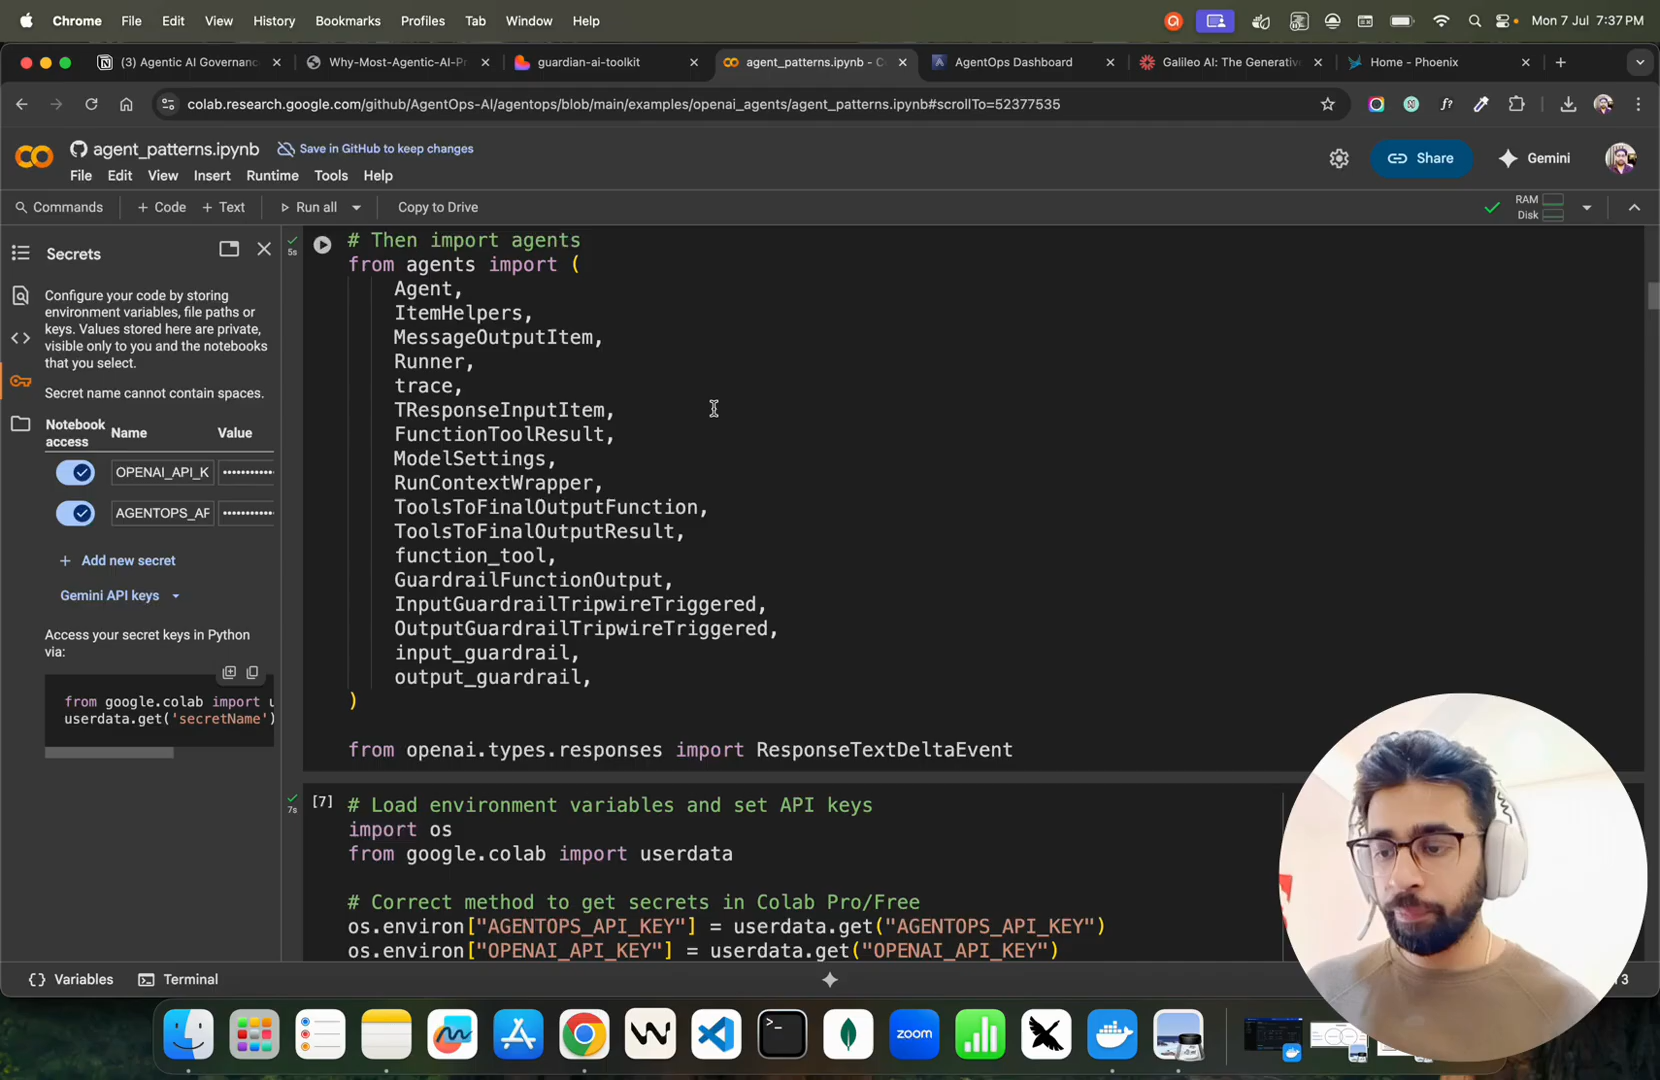 Chrome File Edit View History Bookmarks Profiles Tab Window Help Mon 7 Jul 7:37 PM
(3) Agentic AI Governanc Why-Most-Agentic-AI-Pr guardian-ai-toolkit agent_patterns.ipynb - C AgentOps Dashboard Galileo AI: The Generativ Home - Phoenix
colab.research.google.com/github/AgentOps-AI/agentops/blob/main/examples/openai_agents/agent_patterns.ipynb#scrollTo=52377535
agent_patterns.ipynb Save in GitHub to keep changes
Share Gemini
File Edit View Insert Runtime Tools Help
Commands + Code + Text Run all Copy to Drive
RAM
Disk
Secrets
Configure your code by storing
environment variables, file paths or
keys. Values stored here are private,
visible only to you and the notebooks
that you select.
Secret name cannot contain spaces.
Notebook
access Name Value
OPENAI_API_K
AGENTOPS_AF
+ Add new secret
Gemini API keys
Access your secret keys in Python
via:
from google.colab import u
userdata.get('secretName')
5s
# Then import agents
from agents import (
Agent,
ItemHelpers,
MessageOutputItem,
Runner,
trace,
TResponseInputItem,
FunctionToolResult,
ModelSettings,
RunContextWrapper,
ToolsToFinalOutputFunction,
ToolsToFinalOutputResult,
function_tool,
GuardrailFunctionOutput,
InputGuardrailTripwireTriggered,
OutputGuardrailTripwireTriggered,
input_guardrail,
output_guardrail,
)
from openai.types.responses import ResponseTextDeltaEvent
7s
[7] # Load environment variables and set API keys
import os
from google.colab import userdata
# Correct method to get secrets in Colab Pro/Free
os.environ["AGENTOPS_API_KEY"] = userdata.get("AGENTOPS_API_KEY")
os.environ["OPENAI_API_KEY"] = userdata.get("OPENAI_API_KEY")
{} Variables Terminal
3
zoom